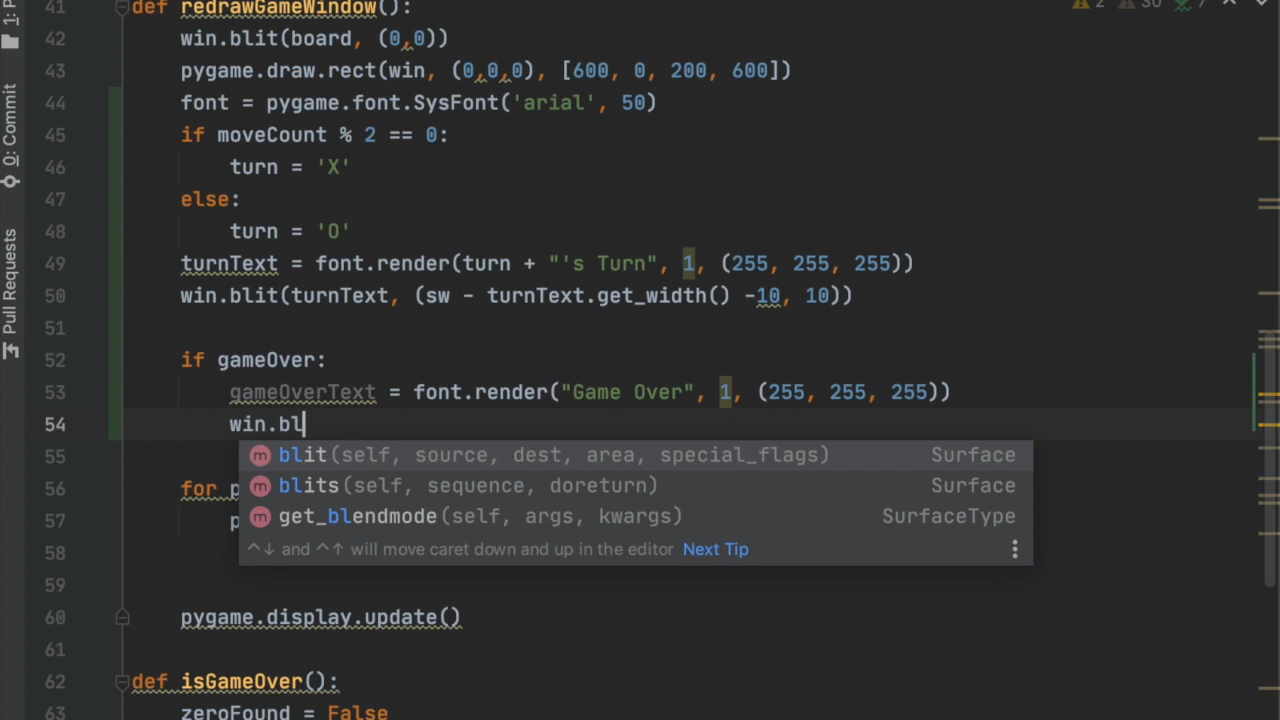 41 def redrawGameWindow():
2 30 7
42 win.blit(board, (0,0))
43 pygame.draw.rect(win, (0,0,0), [600, 0, 200, 600])
44 font = pygame.font.SysFont('arial', 50)
45 if moveCount % 2 == 0:
46 turn = 'X'
47 else:
48 turn = 'O'
49 turnText = font.render(turn + "'s Turn", 1, (255, 255, 255))
50 win.blit(turnText, (sw - turnText.get_width() -10, 10))
51
52 if gameOver:
53 gameOverText = font.render("Game Over", 1, (255, 255, 255))
54 win.bl
blit(self, source, dest, area, special_flags) Surface
55
56 for p
blits(self, sequence, doreturn) Surface
57 p
get_blendmode(self, args, kwargs) SurfaceType
58
^↓ and ^↑ will move caret down and up in the editor Next Tip
59
60 pygame.display.update()
61
62 def isGameOver():
63 zeroFound = False
1: P
0: Commit
Pull Requests